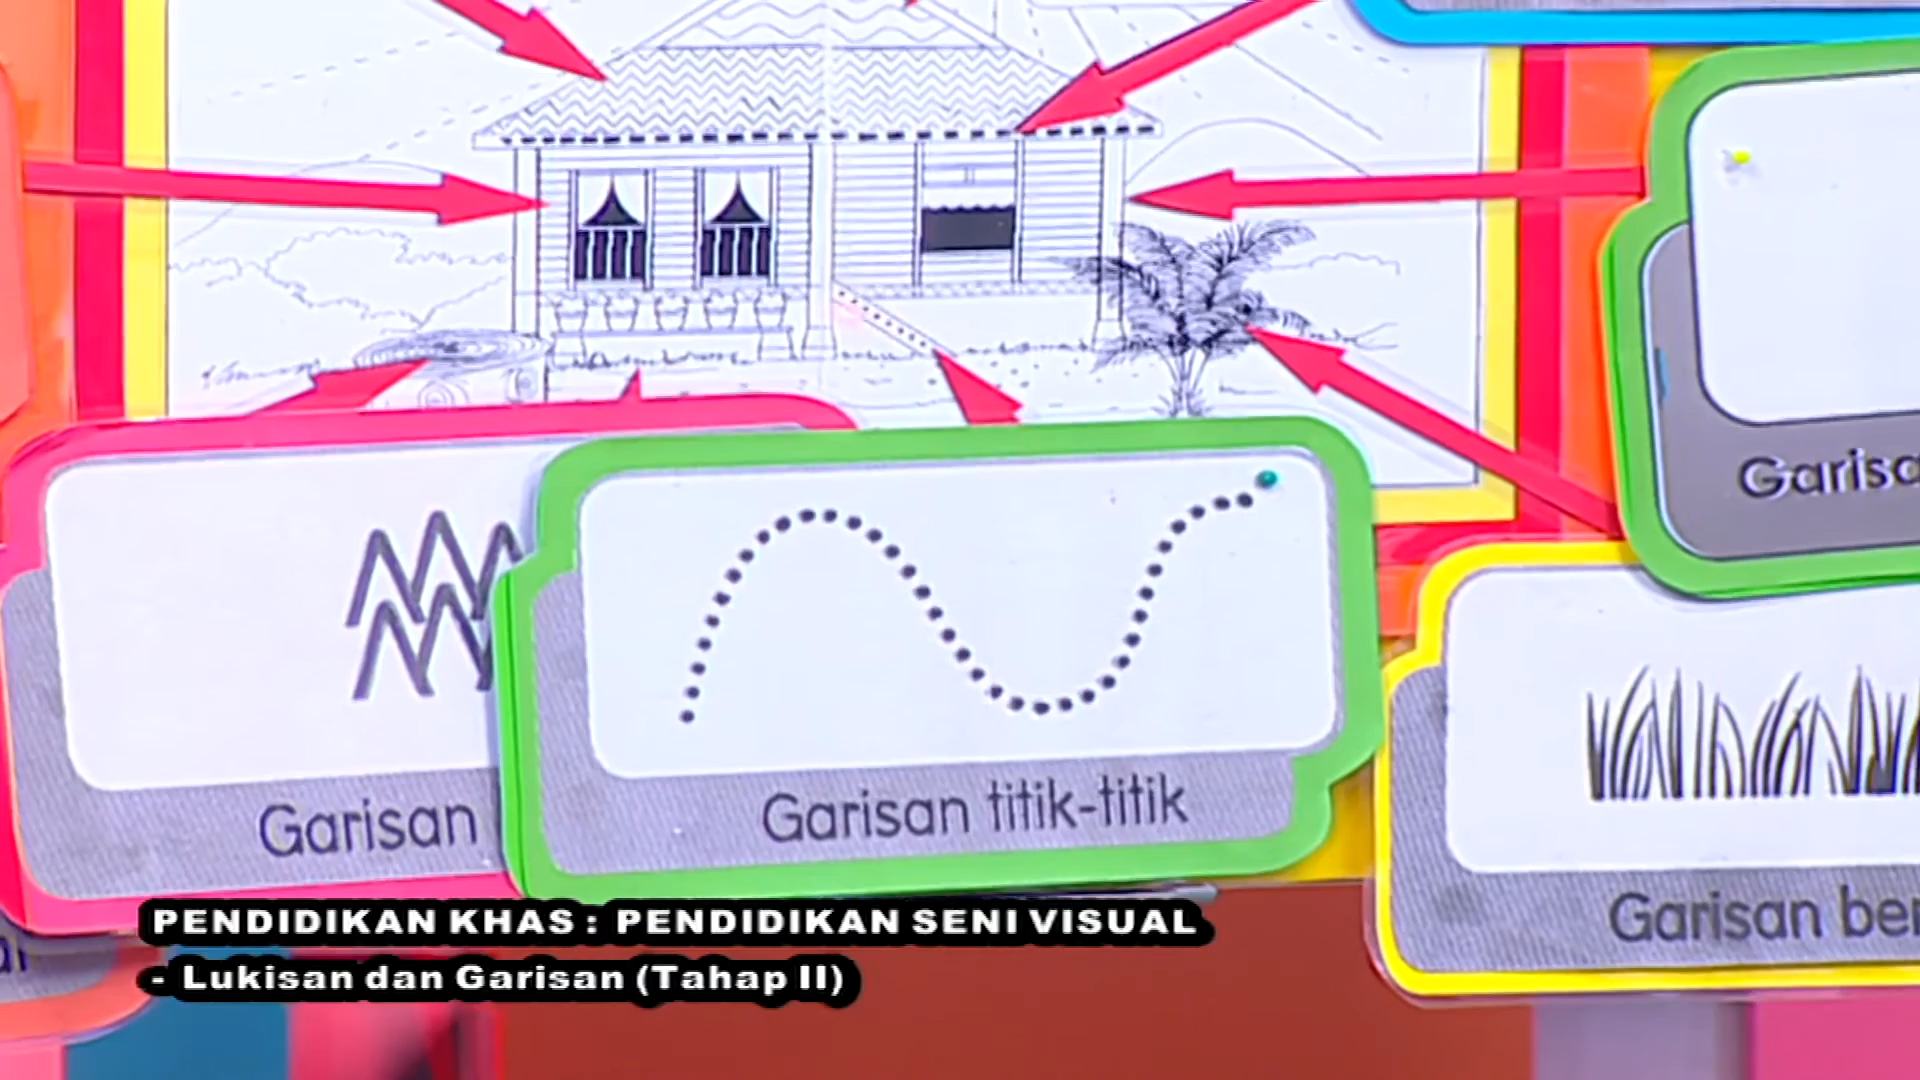 Garisan
Garisan titik-titik
Garisan
PENDIDIKAN KHAS : PENDIDIKAN SENI VISUAL
- Lukisan dan Garisan (Tahap II)